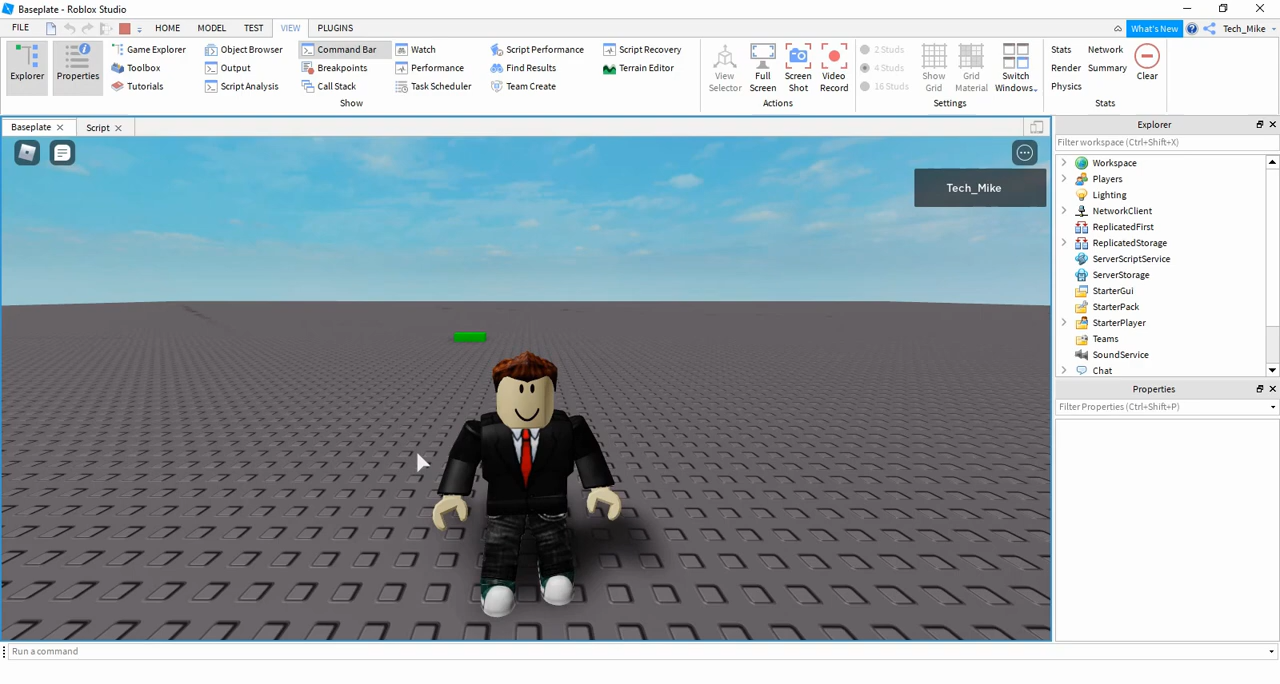 Baseplate - Roblox Studio
FILE HOME MODEL TEST VIEW PLUGINS What's New Tech_Mike
Explorer
Properties
Game Explorer
Toolbox
Tutorials
Object Browser
Output
Script Analysis
Command Bar
Breakpoints
Call Stack
Watch
Performance
Task Scheduler
Script Performance
Find Results
Team Create
Script Recovery
Terrain Editor
Show
View Selector
Full Screen
Screen Shot
Video Record
Actions
2 Studs
4 Studs
16 Studs
Show Grid
Grid Material
Switch Windows
Settings
Stats
Render
Physics
Network
Summary
Clear
Stats
Baseplate
Script
Tech_Mike
Explorer
Filter workspace (Ctrl+Shift+X)
Workspace
Players
Lighting
NetworkClient
ReplicatedFirst
ReplicatedStorage
ServerScriptService
ServerStorage
StarterGui
StarterPack
StarterPlayer
Teams
SoundService
Chat
Properties
Filter Properties (Ctrl+Shift+P)
Run a command